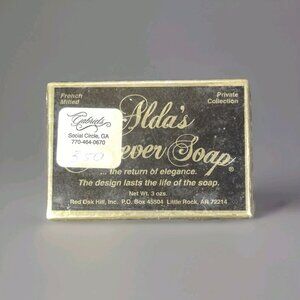 French
Milled
Private
Collection
Alda's
Gabriels
Social Circle, GA
770-464-0670
3.50
ever Soap®
... the return of elegance.
The design lasts the life of the soap.
Net Wt. 3 ozs.
Red Oak Hill, Inc. P.O. Box 45504 Little Rock, AR 72214